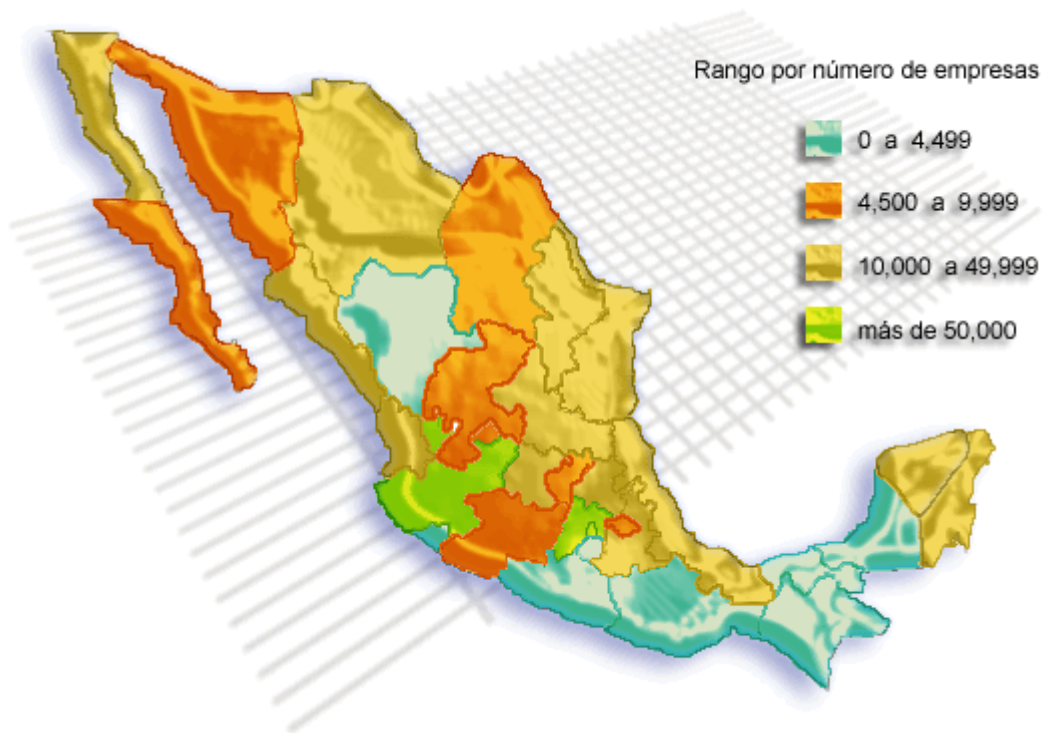 Rango por número de empresas
0 a 4,499
4,500 a 9,999
10,000 a 49,999
más de 50,000